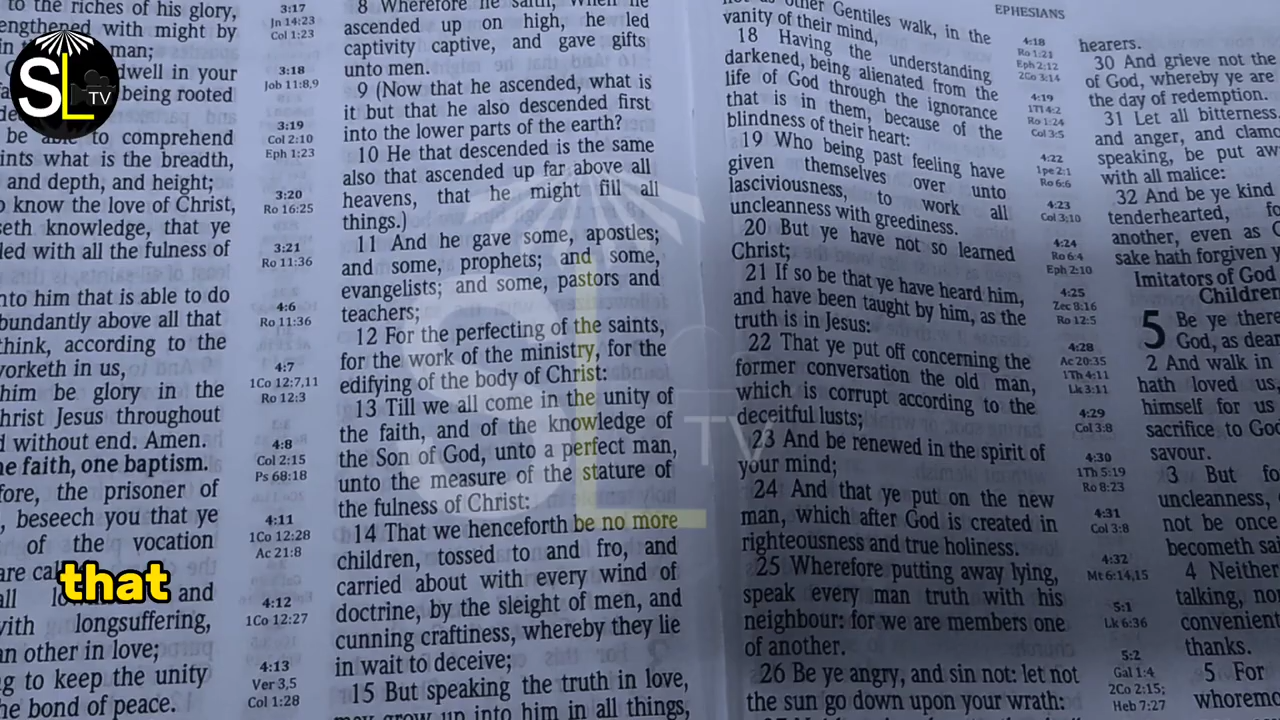 to the riches of his glory,
engthened with might by
man;
dwell in your
being rooted
be able to comprehend
ints what is the breadth,
and depth, and height;
know the love of Christ,
seth knowledge, that ye
led with all the fulness of
nto him that is able to do
bundantly above all that
think, according to the
worketh in us,
him be glory in the
hrist Jesus throughout
without end. Amen.
e faith, one baptism.
fore, the prisoner of
, beseech you that ye
of the vocation
are
all and
with longsuffering,
an other in love;
g to keep the unity
he bond of peace.
3:17
Jn 14:23
Col 1:23
3:18
Job 11:8,9
3:19
Col 2:10
Eph 1:23
3:20
Ro 16:25
3:21
Ro 11:36
4:6
Ro 11:36
4:7
1Co 12:7,11
Ro 12:3
4:8
Col 2:15
Ps 68:18
4:11
1Co 12:28
Ac 21:8
4:12
1Co 12:27
4:13
Ver 3,5
Col 1:28
8 Wherefore he saith, When he
ascended up on high, he led
captivity captive, and gave gifts
unto men.
9 (Now that he ascended, what is
it but that he also descended first
into the lower parts of the earth?
10 He that descended is the same
also that ascended up far above all
heavens, that he might fill all
things.)
11 And he gave some, apostles;
and some, prophets; and some,
evangelists; and some, pastors and
teachers;
12 For the perfecting of the saints,
for the work of the ministry, for the
edifying of the body of Christ:
13 Till we all come in the unity of
the faith, and of the knowledge of
the Son of God, unto a perfect man,
unto the measure of the stature of
the fulness of Christ:
14 That we henceforth be no more
children, tossed to and fro, and
carried about with every wind of
doctrine, by the sleight of men, and
cunning craftiness, whereby they lie
in wait to deceive;
15 But speaking the truth in love,
may grow up into him in all things,
EPHESIANS
not as other Gentiles walk, in the
vanity of their mind,
18 Having the understanding
darkened, being alienated from the
life of God through the ignorance
that is in them, because of the
blindness of their heart:
19 Who being past feeling have
given themselves over unto
lasciviousness, to work all
uncleanness with greediness.
20 But ye have not so learned
Christ;
21 If so be that ye have heard him,
and have been taught by him, as the
truth is in Jesus:
22 That ye put off concerning the
former conversation the old man,
which is corrupt according to the
deceitful lusts;
23 And be renewed in the spirit of
your mind;
24 And that ye put on the new
man, which after God is created in
righteousness and true holiness.
25 Wherefore putting away lying,
speak every man truth with his
neighbour: for we are members one
of another.
26 Be ye angry, and sin not: let not
the sun go down upon your wrath:
4:18
Ro 1:21
Eph 2:12
2Co 3:14
4:19
1Ti 4:2
Ro 1:24
Col 3:5
4:22
1pe 2:1
Ro 6:6
4:23
Col 3:10
4:24
Ro 6:4
Eph 2:10
4:25
Zec 8:16
Ro 12:5
4:28
Ac 20:35
1Th 4:11
Lk 3:11
4:29
Col 3:8
4:30
1Th 5:19
Ro 8:23
4:31
Col 3:8
4:32
Mt 6:14,15
5:1
Lk 6:36
5:2
Gal 1:4
2Co 2:15;
Heb 7:27
hearers.
30 And grieve not the
of God, whereby ye are
the day of redemption.
31 Let all bitterness,
and anger, and clamo
speaking, be put aw
with all malice:
32 And be ye kind
tenderhearted, fo
another, even as C
sake hath forgiven y
Imitators of God
Children
5 Be ye there
God, as dear
2 And walk in
hath loved us
himself for us
sacrifice to God
savour.
3 But fo
uncleanness,
not be once
becometh sai
4 Neither
talking, nor
convenient
thanks.
5 For
whoremo
SL TV
SL TV
that